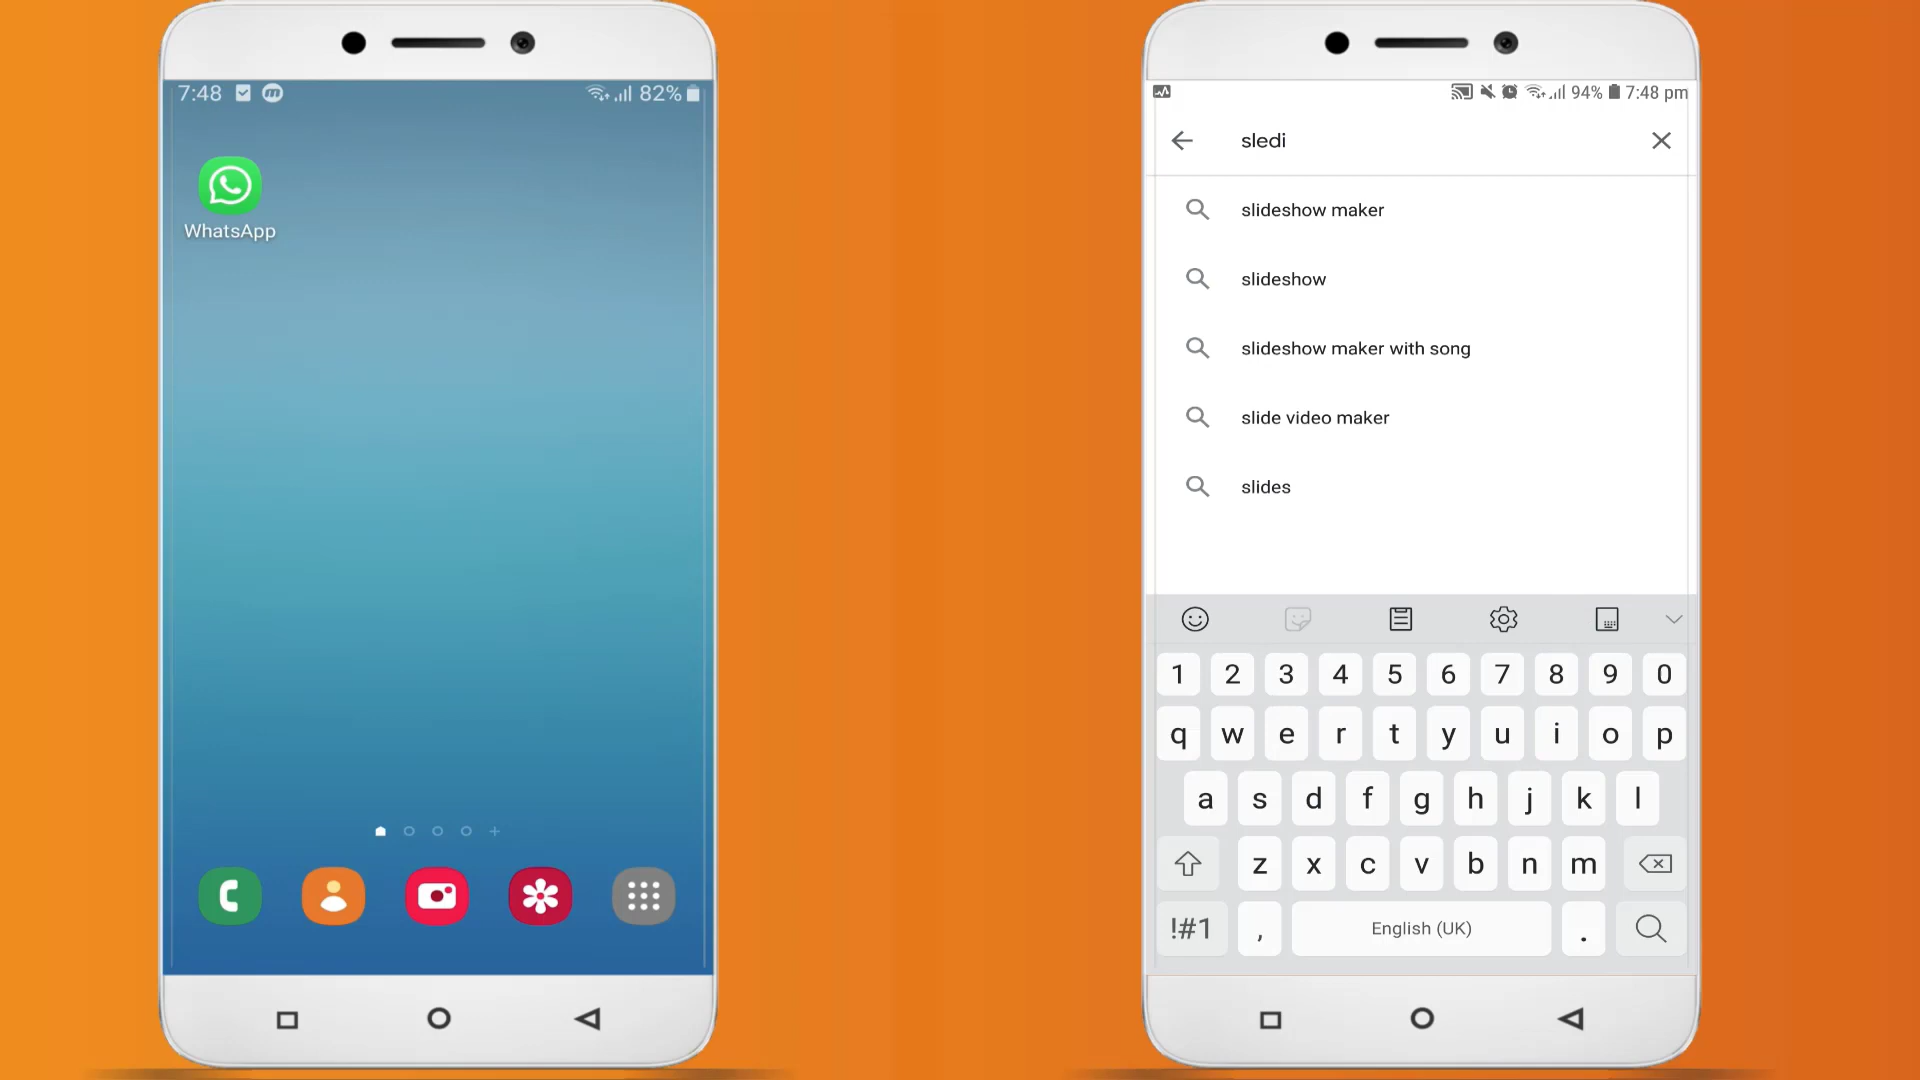 7:48 82%
WhatsApp
94% 7:48 pm
sledi
slideshow maker
slideshow
slideshow maker with song
slide video maker
slides
1 2 3 4 5 6 7 8 9 0
q w e r t y u i o p
a s d f g h j k l
z x c v b n m
!#1 , English (UK) .